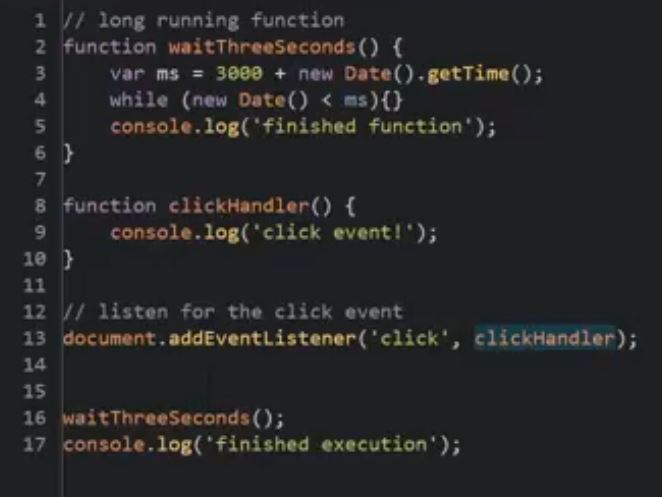 1 // long running function
2 function waitThreeSeconds() {
3     var ms = 3000 + new Date().getTime();
4     while (new Date() < ms){}
5     console.log('finished function');
6 }
7
8 function clickHandler() {
9     console.log('click event!');
10 }
11
12 // listen for the click event
13 document.addEventListener('click', clickHandler);
14
15
16 waitThreeSeconds();
17 console.log('finished execution');